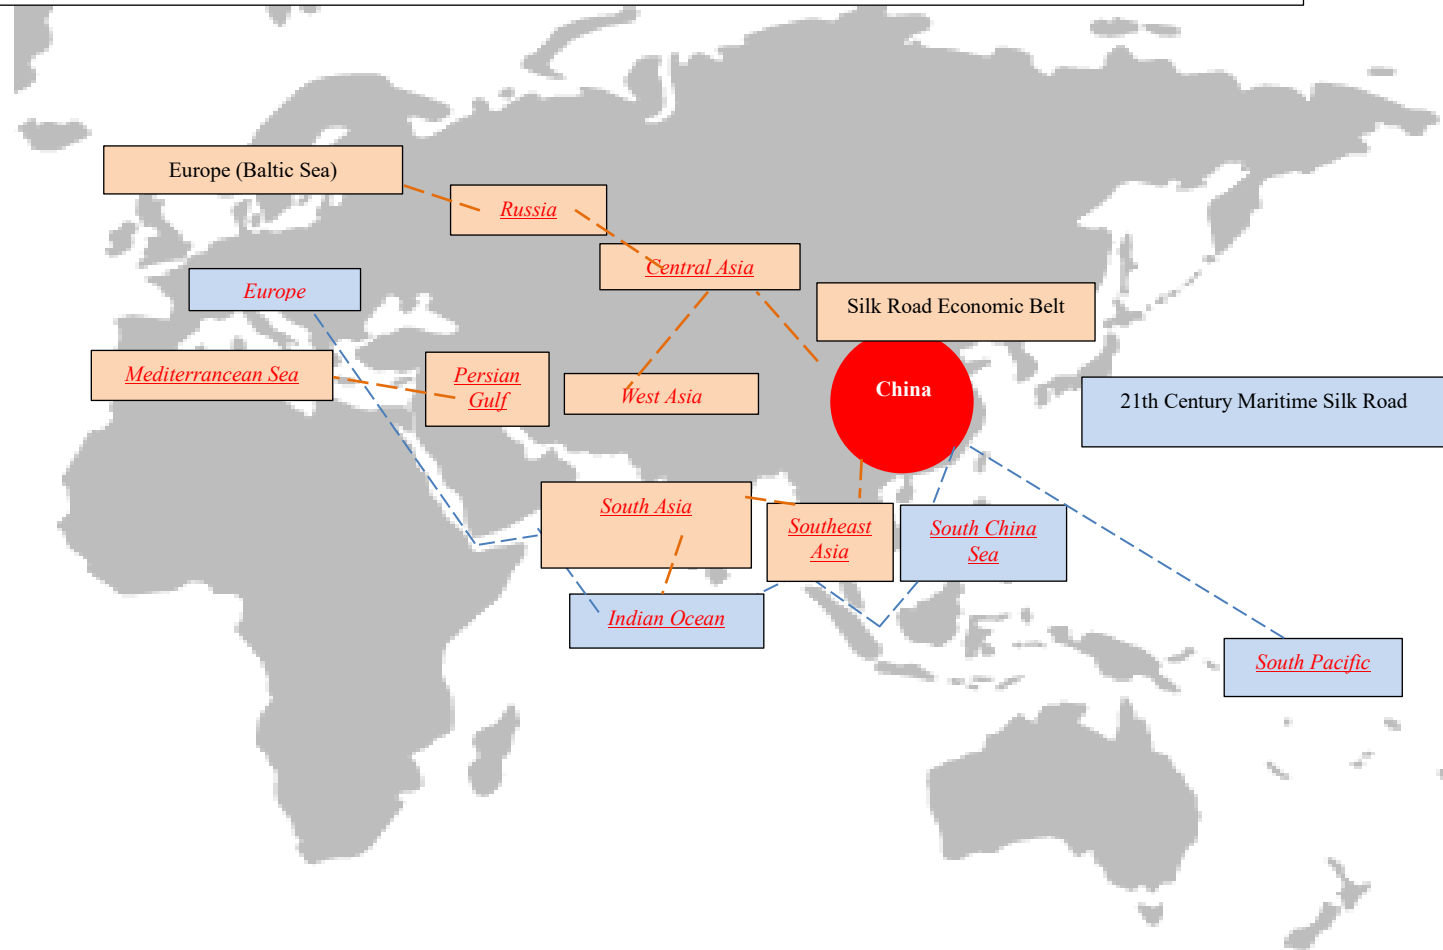 Europe (Baltic Sea)
Russia
Central Asia
Europe
Silk Road Economic Belt
Mediterrancean Sea
Persian
Gulf
West Asia
China
21th Century Maritime Silk Road
South Asia
Southeast
Asia
South China
Sea
Indian Ocean
South Pacific